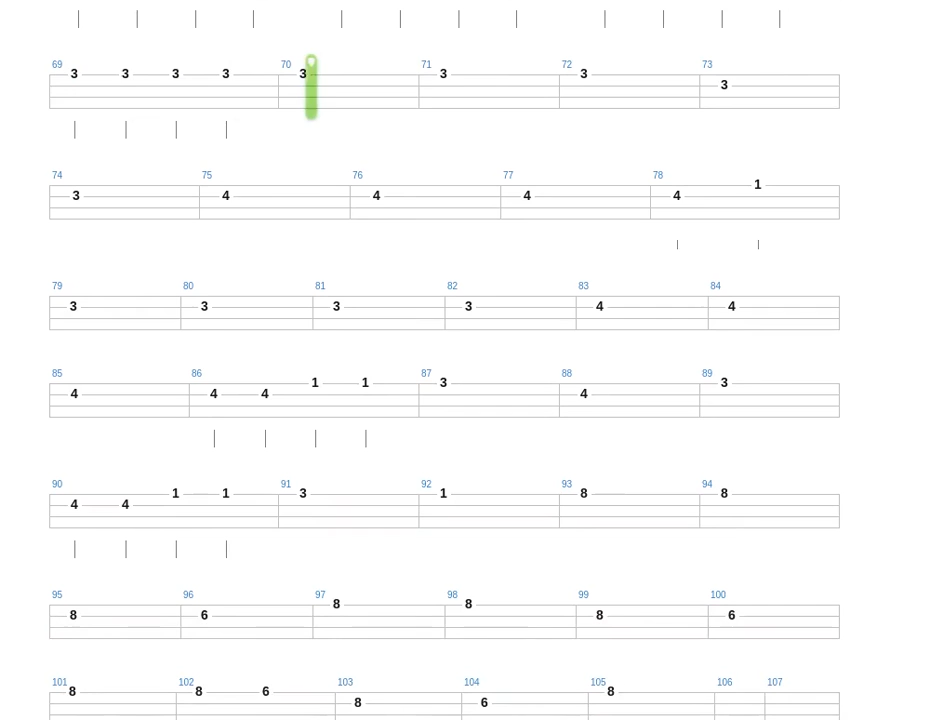 69 70 71 72 73
3 3 3 3 3 3 3 3
74 75 76 77 78
3 4 4 4 4 1
79 80 81 82 83 84
3 3 3 3 4 4
85 86 87 88 89
4 4 4 1 1 3 4 3
90 91 92 93 94
4 4 1 1 3 1 8 8
95 96 97 98 99 100
8 6 8 8 8 6
101 102 103 104 105 106 107
8 8 6 8 6 8